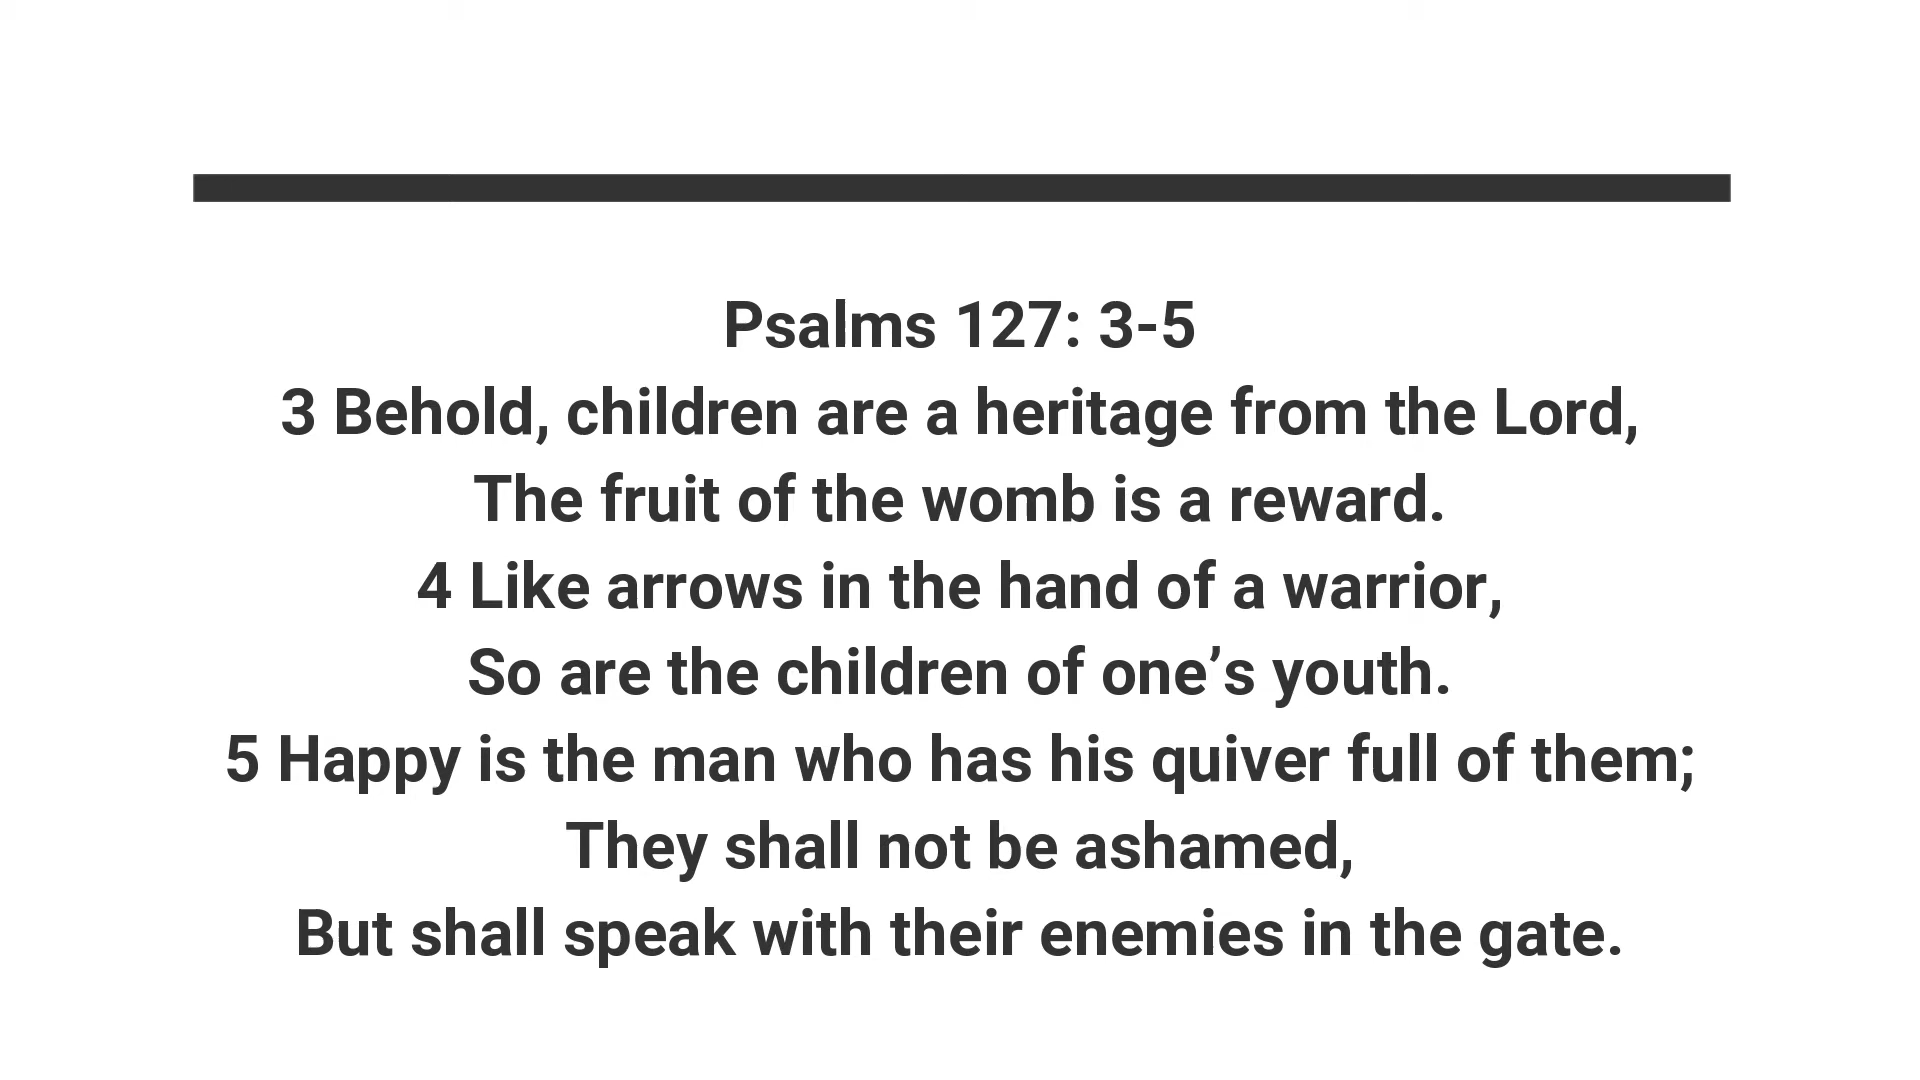 Psalms 127: 3-5
3 Behold, children are a heritage from the Lord,
The fruit of the womb is a reward.
4 Like arrows in the hand of a warrior,
So are the children of one’s youth.
5 Happy is the man who has his quiver full of them;
They shall not be ashamed,
But shall speak with their enemies in the gate.